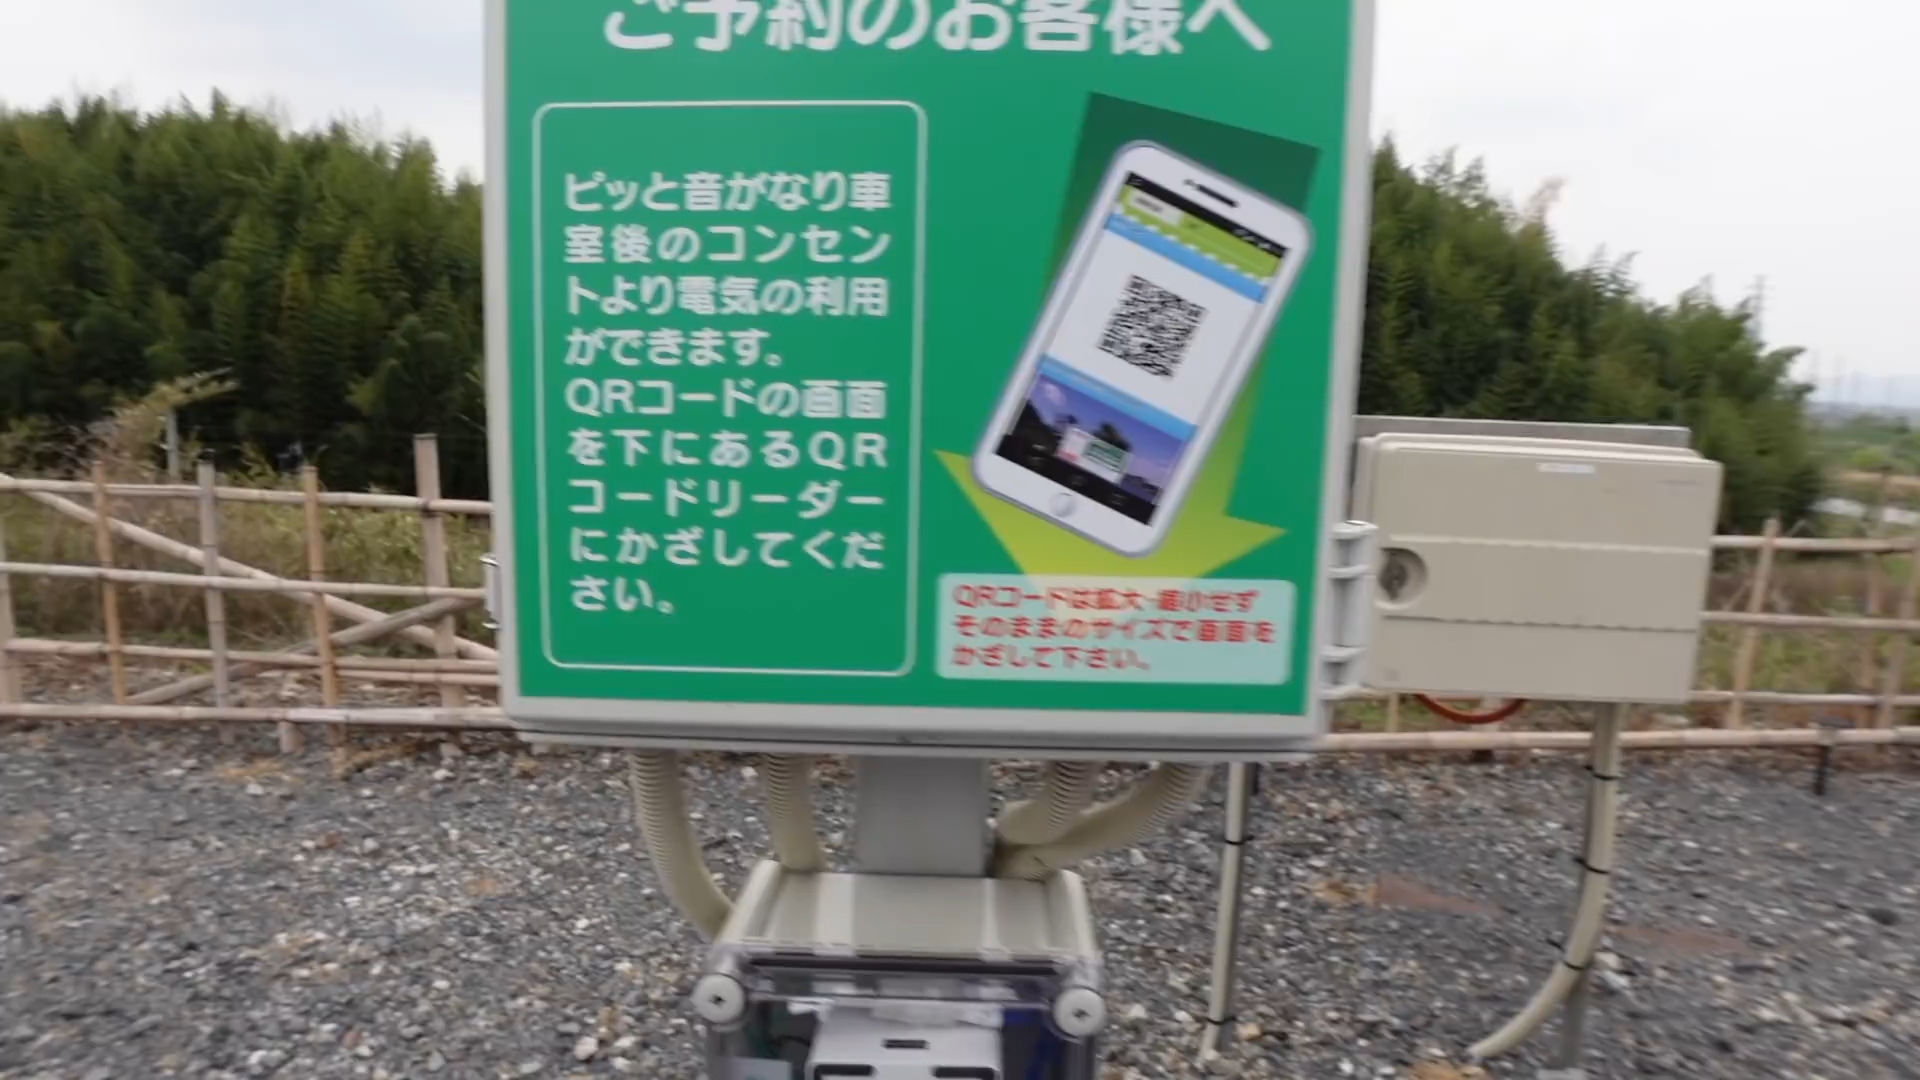 ご予約のお客様へ
ピッと音がなり車
室後のコンセン
トより電気の利用
ができます。
QRコードの画面
を下にあるQR
コードリーダー
にかざしてくだ
さい。
QRコードは拡大・縮小せず
そのままのサイズで画面を
かざして下さい。